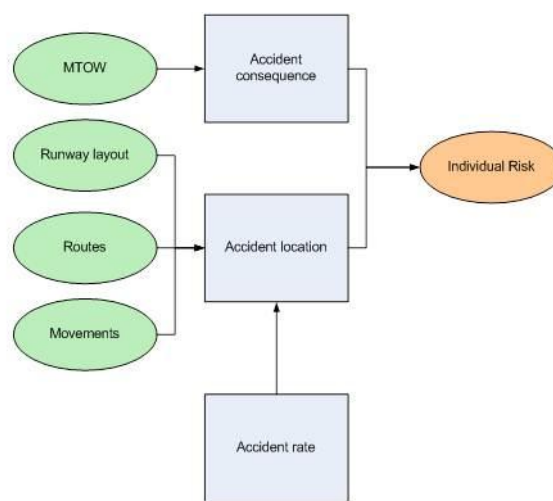 MTOW
Accident
consequence
Runway layout
Individual Risk
Routes
Accident location
Movements
Accident rate